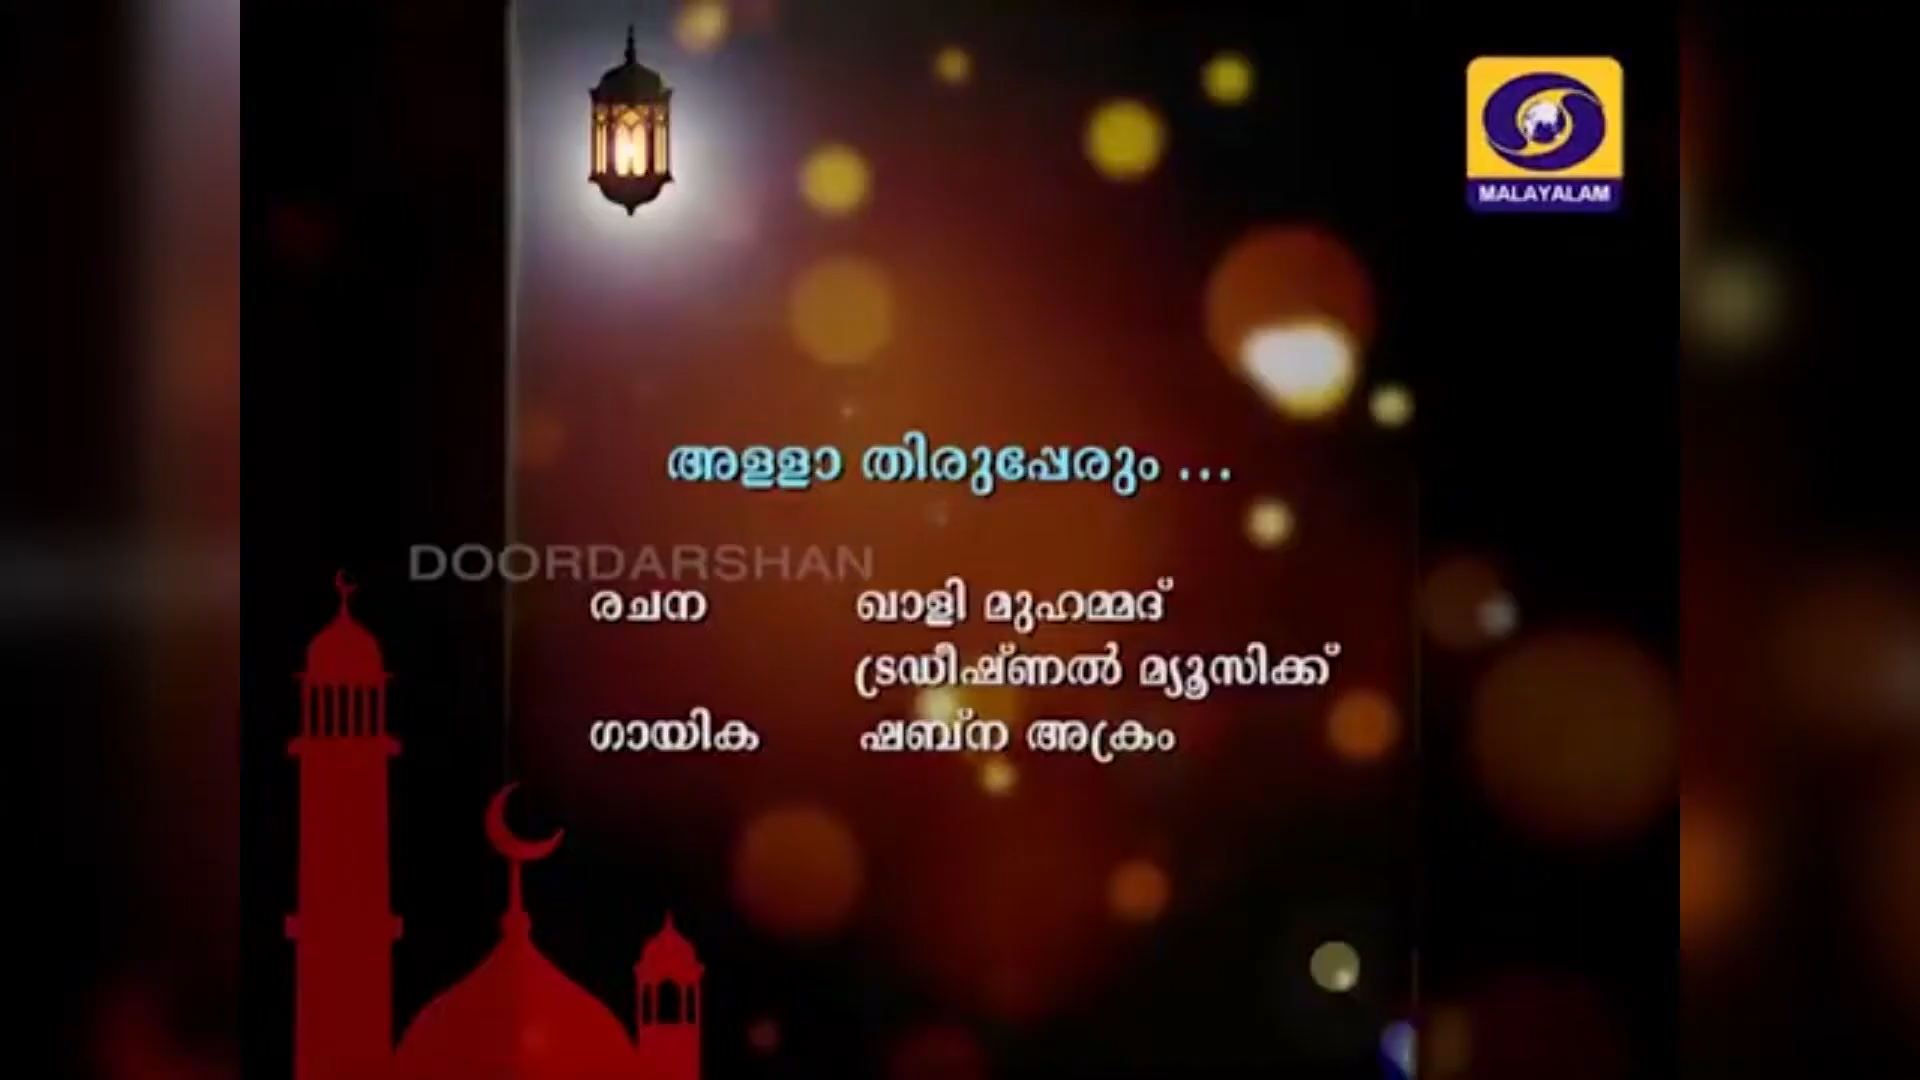 MALAYALAM
അള്ളാ തിരുപ്പേരും ...
DOORDARSHAN
രചന ഖാളി മുഹമ്മദ്
ട്രഡീഷ്ണൽ മ്യൂസിക്ക്
ഗായിക ഷബ്ന അക്രം